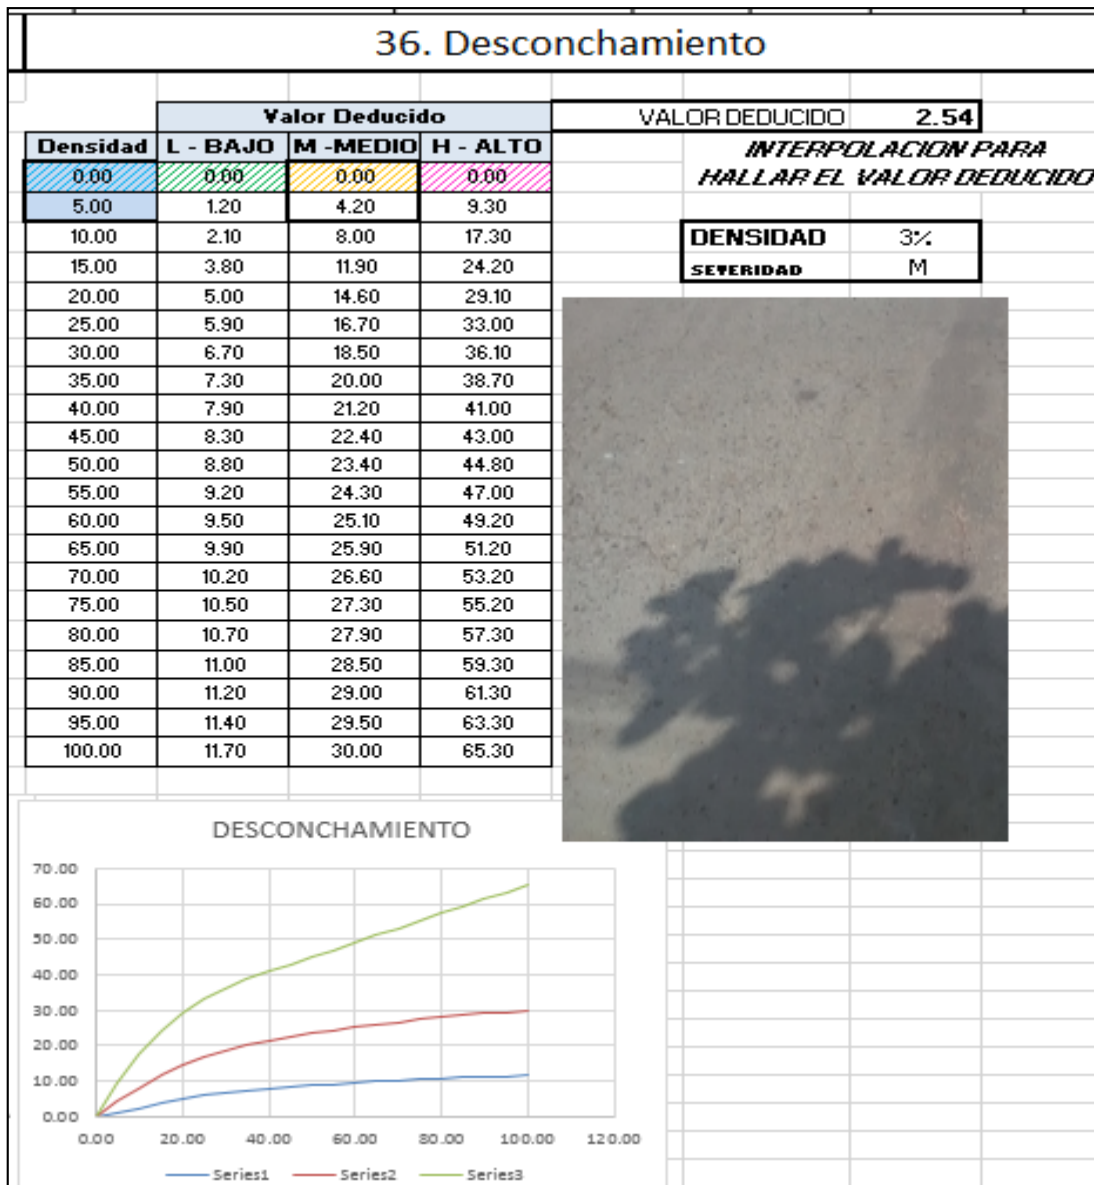 36. Desconchamiento
Valor Deducido
VALOR DEDUCIDO 2.54
Densidad L - BAJO M -MEDIO H - ALTO
INTERPOLACION PARA
HALLAR EL VALOR DEDUCIDO
0.00 0.00 0.00 0.00
5.00 1.20 4.20 9.30
10.00 2.10 8.00 17.30
DENSIDAD 3%
15.00 3.80 11.90 24.20
SEVERIDAD M
20.00 5.00 14.60 29.10
25.00 5.90 16.70 33.00
30.00 6.70 18.50 36.10
35.00 7.30 20.00 38.70
40.00 7.90 21.20 41.00
45.00 8.30 22.40 43.00
50.00 8.80 23.40 44.80
55.00 9.20 24.30 47.00
60.00 9.50 25.10 49.20
65.00 9.90 25.90 51.20
70.00 10.20 26.60 53.20
75.00 10.50 27.30 55.20
80.00 10.70 27.90 57.30
85.00 11.00 28.50 59.30
90.00 11.20 29.00 61.30
95.00 11.40 29.50 63.30
100.00 11.70 30.00 65.30
DESCONCHAMIENTO
70.00
60.00
50.00
40.00
30.00
20.00
10.00
0.00
0.00 20.00 40.00 60.00 80.00 100.00 120.00
Series1 Series2 Series3